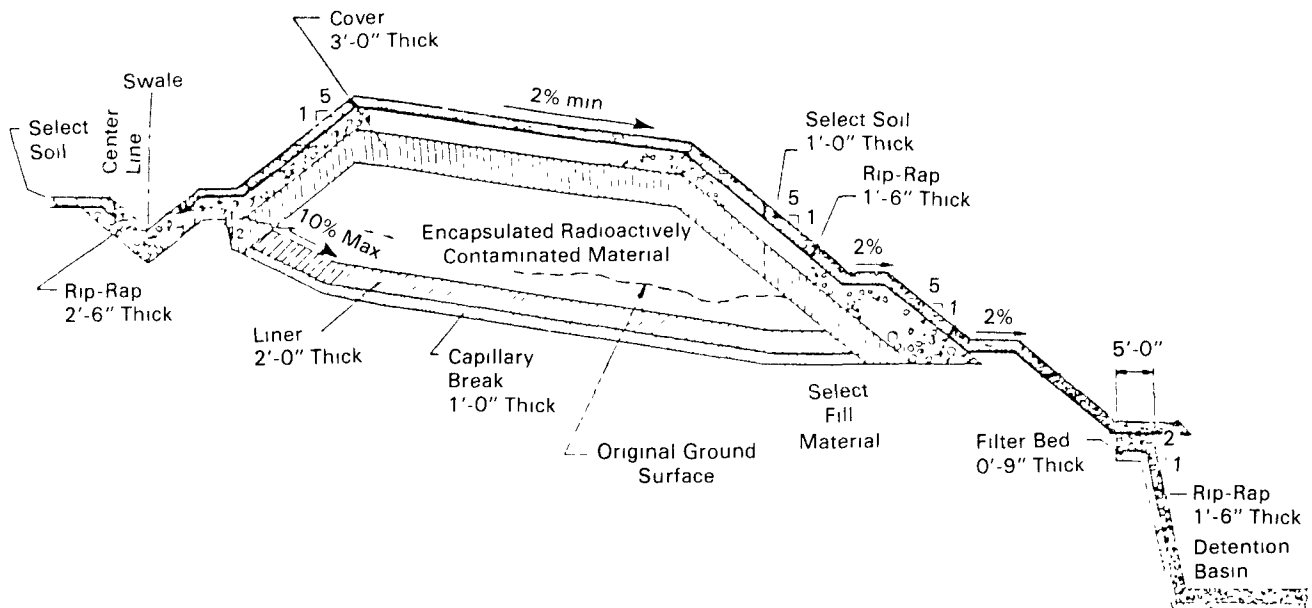 Cover
3'-0" Thick
Swale
Select
Soil
Center
Line
5
1
2% min
Select Soil
1'-0" Thick
Rip-Rap
1'-6" Thick
5
1
10% Max
2
Encapsulated Radioactively
Contaminated Material
2%
5
1
2%
5'-0"
Rip-Rap
2'-6" Thick
Liner
2'-0" Thick
Capillary
Break
1'-0" Thick
Select
Fill
Material
Original Ground
Surface
Filter Bed
0'-9" Thick
2
1
Rip-Rap
1'-6" Thick
Detention
Basin